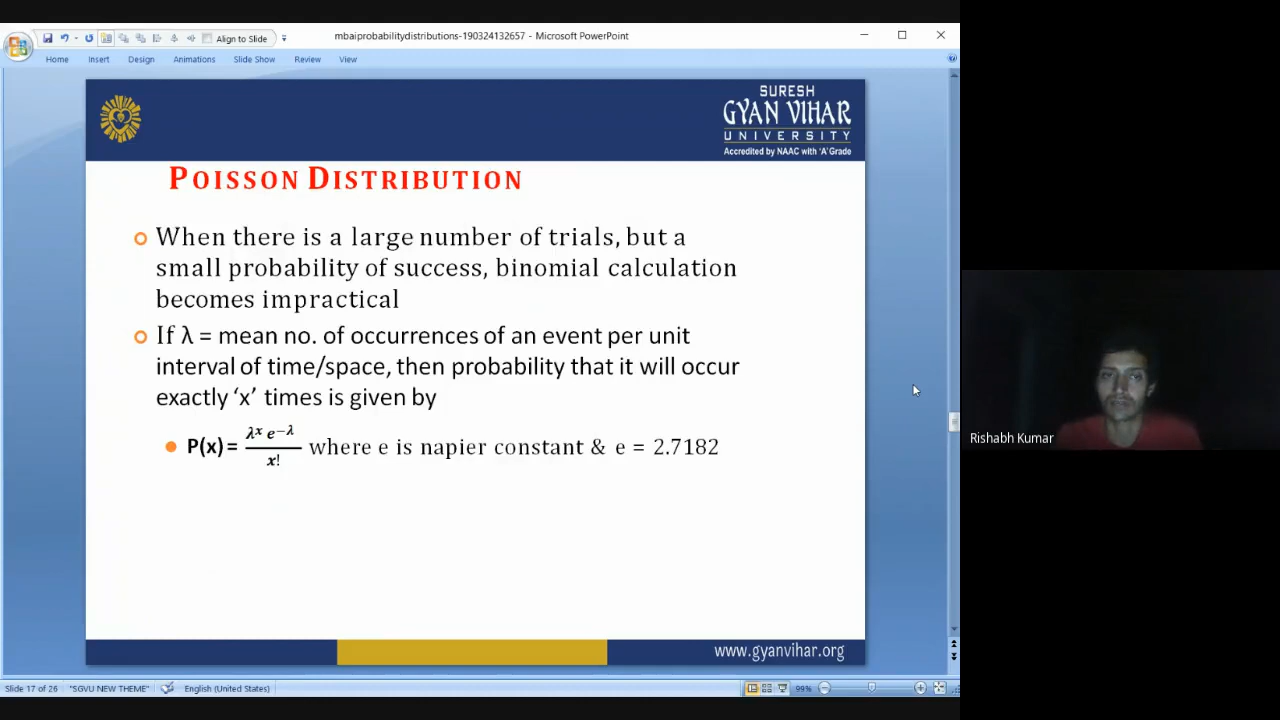 Align to Slide
mbaiprobabilitydistributions-190324132657 - Microsoft PowerPoint
Home Insert Design Animations Slide Show Review View
SURESH
GYAN VIHAR
UNIVERSITY
Accredited by NAAC with 'A' Grade
POISSON DISTRIBUTION
When there is a large number of trials, but a
small probability of success, binomial calculation
becomes impractical
If λ = mean no. of occurrences of an event per unit
interval of time/space, then probability that it will occur
exactly ‘x’ times is given by
P(x) = λ^x e^−λ / x! where e is napier constant & e = 2.7182
Rishabh Kumar
www.gyanvihar.org
Slide 17 of 26 "SGVU NEW THEME" English (United States) 99%